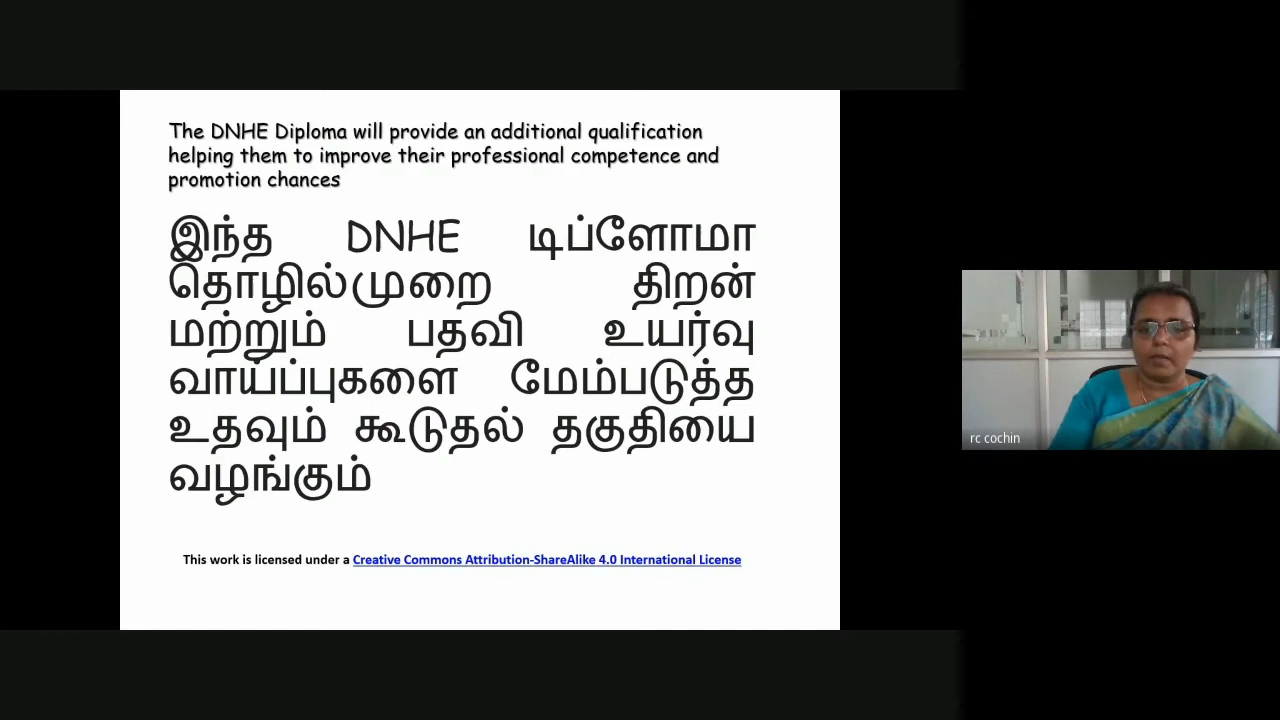 The DNHE Diploma will provide an additional qualification
helping them to improve their professional competence and
promotion chances
இந்த DNHE டிப்ளோமா
தொழில்முறை திறன்
மற்றும் பதவி உயர்வு
வாய்ப்புகளை மேம்படுத்த
உதவும் கூடுதல் தகுதியை
வழங்கும்
This work is licensed under a Creative Commons Attribution-ShareAlike 4.0 International License
rc cochin